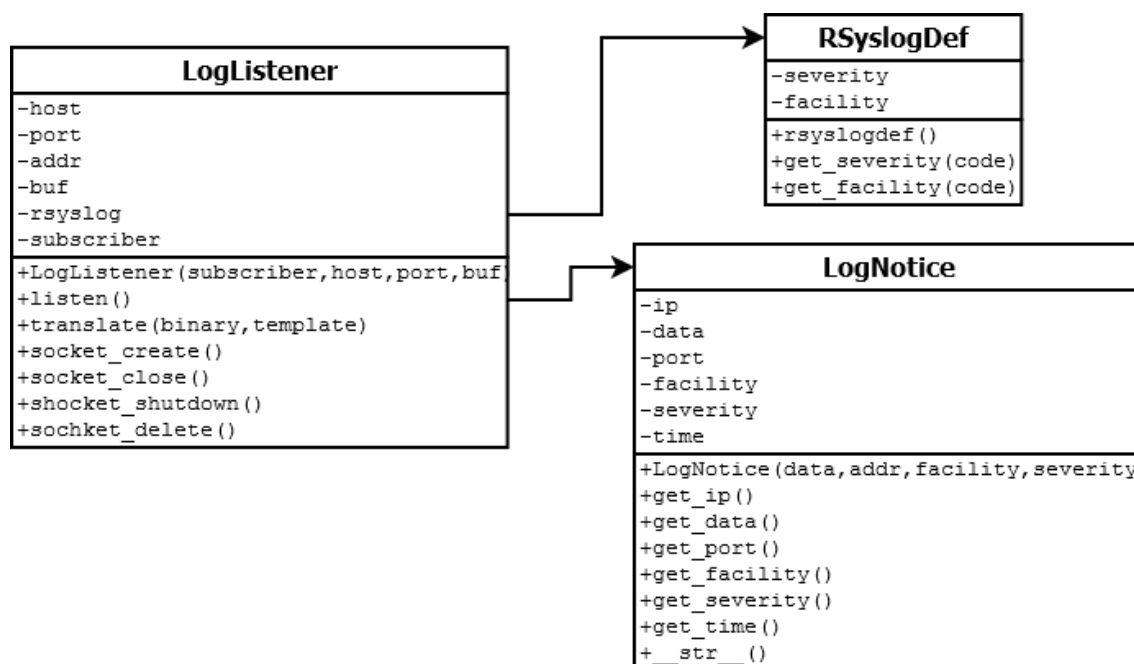 LogListener
-host
-port
-addr
-buf
-rsyslog
-subscriber
+LogListener(subscriber,host,port,buf)
+listen()
+translate(binary,template)
+socket_create()
+socket_close()
+shocket_shutdown()
+sochket_delete()
RSyslogDef
-severity
-facility
+rsyslogdef()
+get_severity(code)
+get_facility(code)
LogNotice
-ip
-data
-port
-facility
-severity
-time
+LogNotice(data,addr,facility,severity
+get_ip()
+get_data()
+get_port()
+get_facility()
+get_severity()
+get_time()
+__str__()